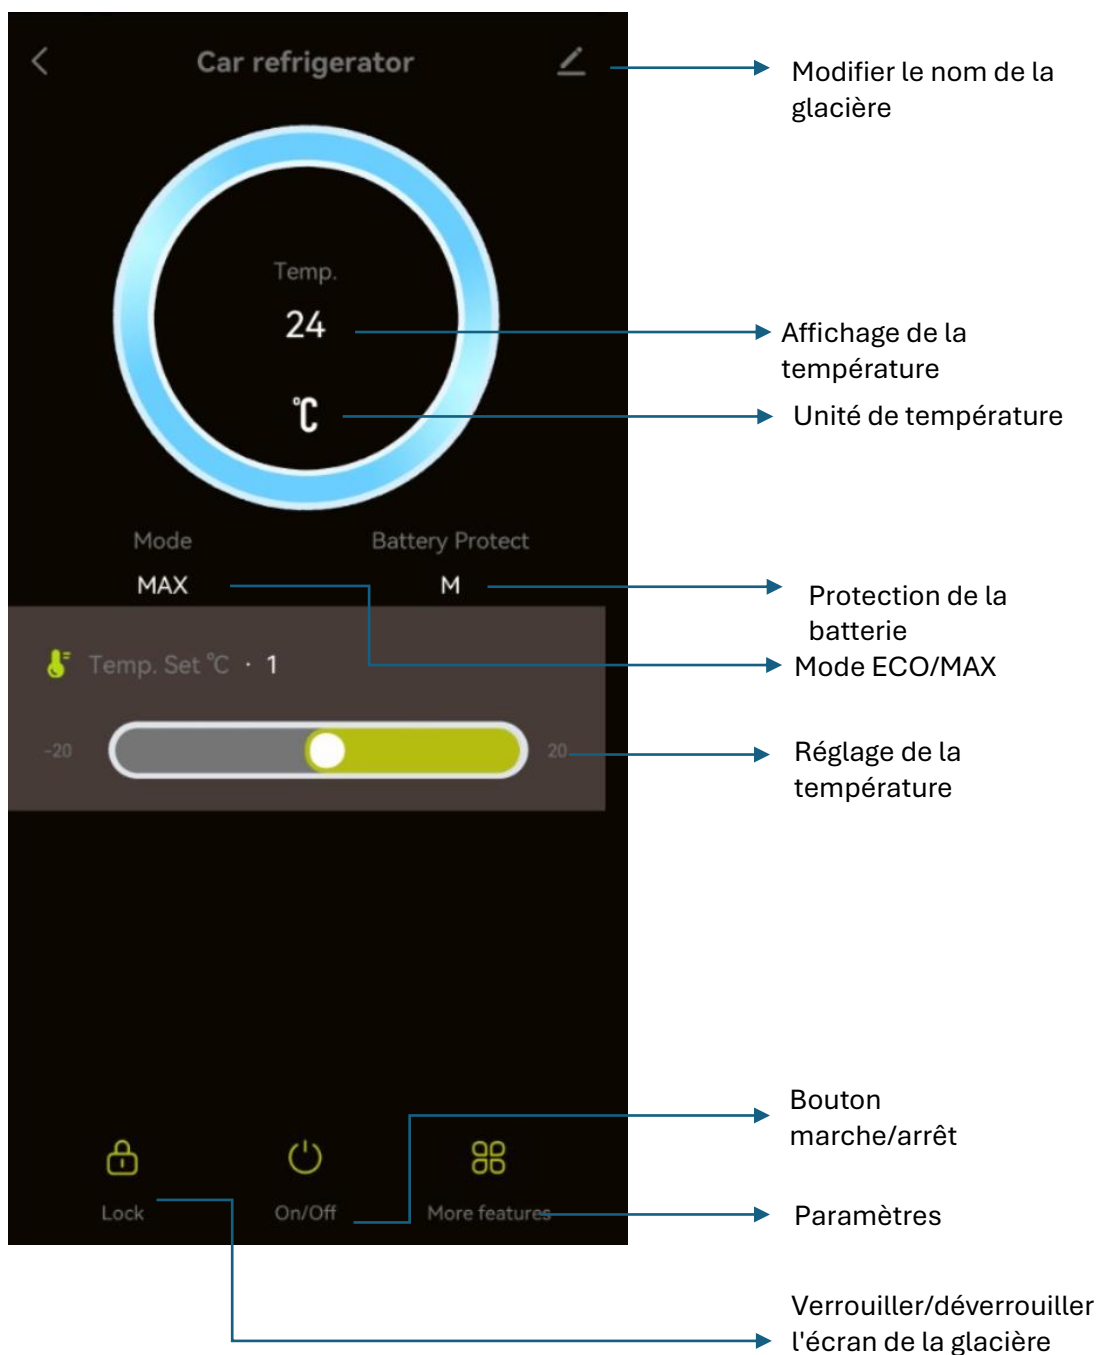 Car refrigerator
Modifier le nom de la
glacière
Temp.
24
℃
Affichage de la
température
Unité de température
Mode
Battery Protect
MAX
M
Protection de la
batterie
Mode ECO/MAX
Temp. Set ℃ · 1
-20
20
Réglage de la
température
Bouton
marche/arrêt
Lock
On/Off
More features
Paramètres
Verrouiller/déverrouiller
l'écran de la glacière